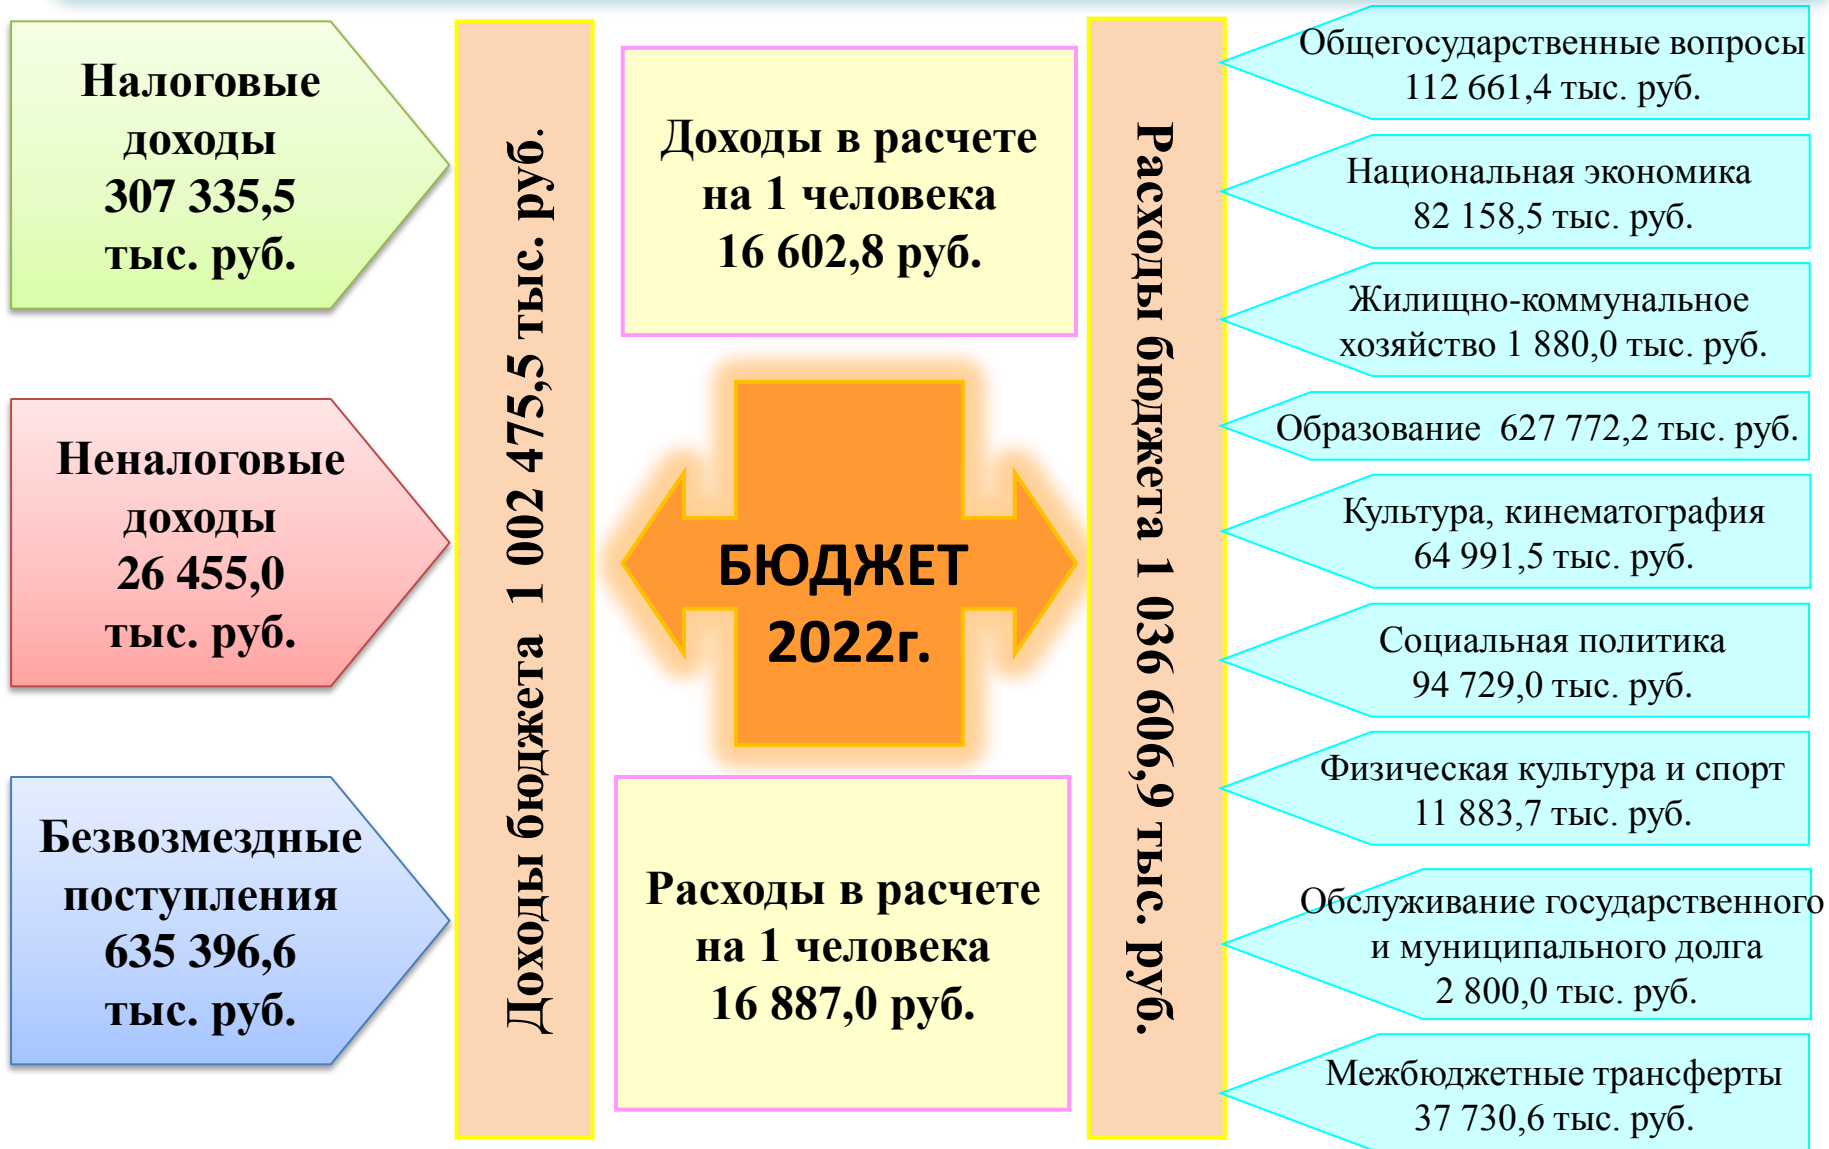 Налоговые
доходы
307 335,5
тыс. руб.
Неналоговые
доходы
26 455,0
тыс. руб.
Безвозмездные
поступления
635 396,6
тыс. руб.
Доходы бюджета 1 002 475,5 тыс. руб.
Доходы в расчете
на 1 человека
16 602,8 руб.
БЮДЖЕТ
2022г.
Расходы в расчете
на 1 человека
16 887,0 руб.
Расходы бюджета 1 036 606,9 тыс. руб.
Общегосударственные вопросы
112 661,4 тыс. руб.
Национальная экономика
82 158,5 тыс. руб.
Жилищно-коммунальное
хозяйство 1 880,0 тыс. руб.
Образование 627 772,2 тыс. руб.
Культура, кинематография
64 991,5 тыс. руб.
Социальная политика
94 729,0 тыс. руб.
Физическая культура и спорт
11 883,7 тыс. руб.
Обслуживание государственного
и муниципального долга
2 800,0 тыс. руб.
Межбюджетные трансферты
37 730,6 тыс. руб.